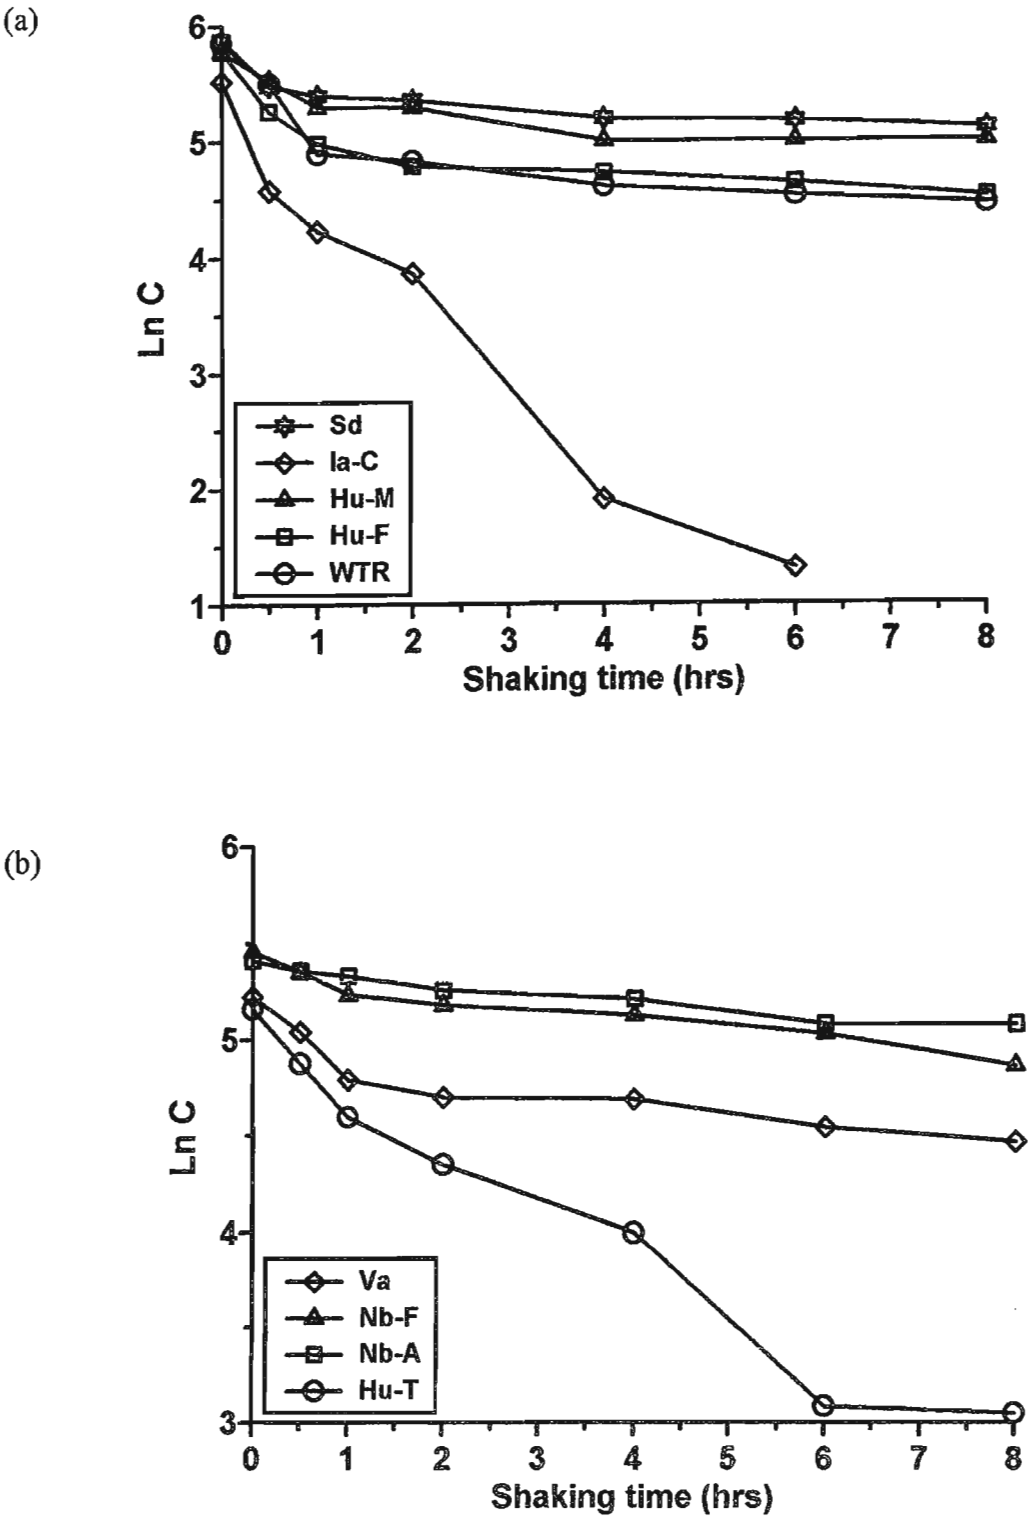 (a)
6
5
4
3
2
1
Ln C
Sd
Ia-C
Hu-M
Hu-F
WTR
0 1 2 3 4 5 6 7 8
Shaking time (hrs)
(b)
6
5
4
3
Ln C
Va
Nb-F
Nb-A
Hu-T
0 1 2 3 4 5 6 7 8
Shaking time (hrs)